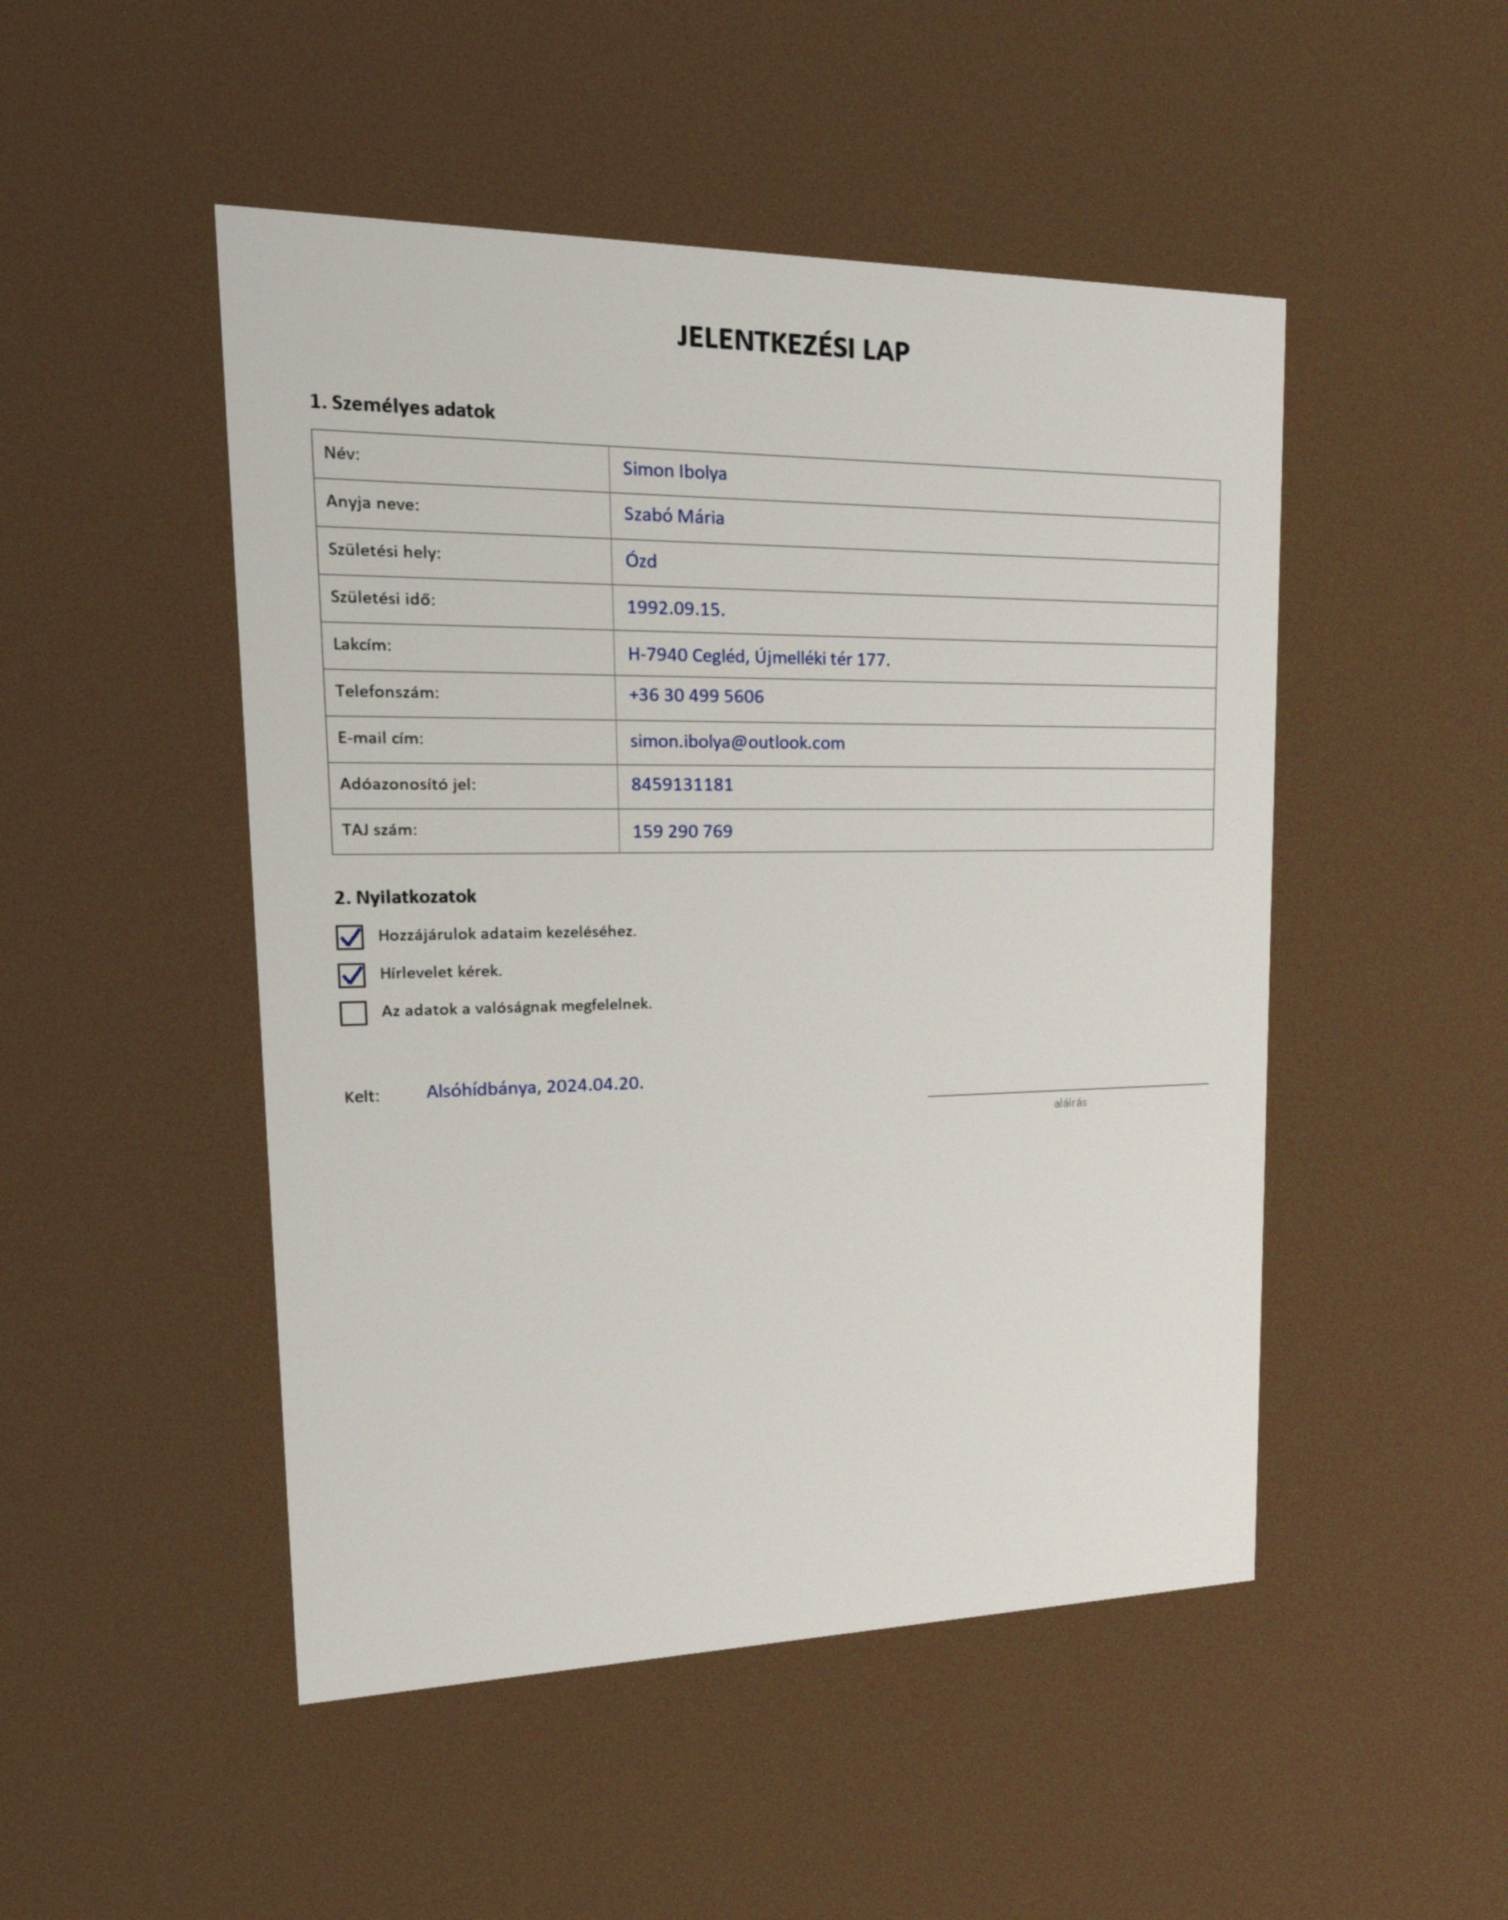 JELENTKEZÉSI LAP
1. Személyes adatok
Név: Simon Ibolya
Anyja neve: Szabó Mária
Születési hely: Ózd
Születési idő: 1992.09.15.
Lakcím: H-7940 Cegléd, Újmelléki tér 177.
Telefonszám: +36 30 499 5606
E-mail cím: simon.ibolya@outlook.com
Adóazonosító jel: 8459131181
TAJ szám: 159 290 769
2. Nyilatkozatok
Hozzájárulok adataim kezeléséhez.
Hírlevelet kérek.
Az adatok a valóságnak megfelelnek.
Kelt: Alsóhídbánya, 2024.04.20.
aláírás